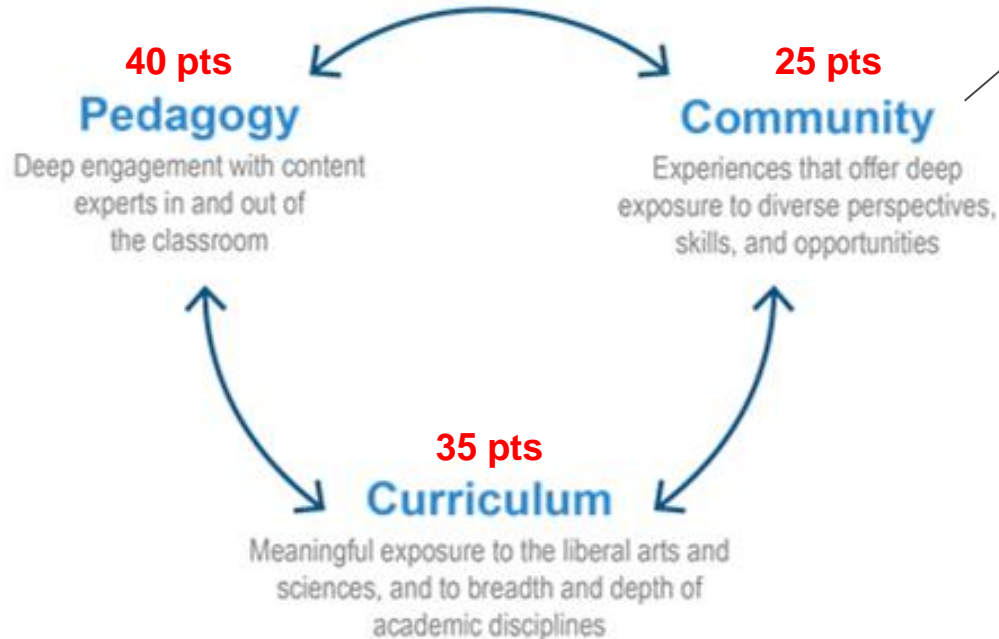 40 pts
Pedagogy
Deep engagement with content
experts in and out of
the classroom
25 pts
Community
Experiences that offer deep
exposure to diverse perspectives,
skills, and opportunities
35 pts
Curriculum
Meaningful exposure to the liberal arts and
sciences, and to breadth and depth of
academic disciplines